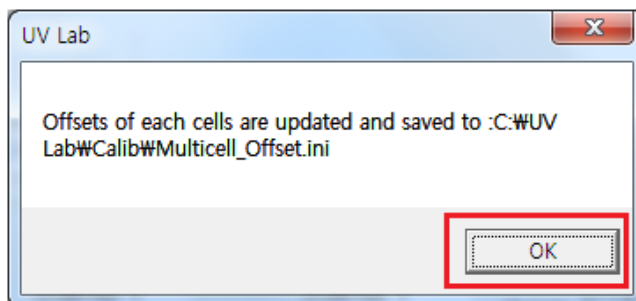 UV Lab
Offsets of each cells are updated and saved to :C:₩UV
Lab₩Calib₩Multicell_Offset.ini
OK